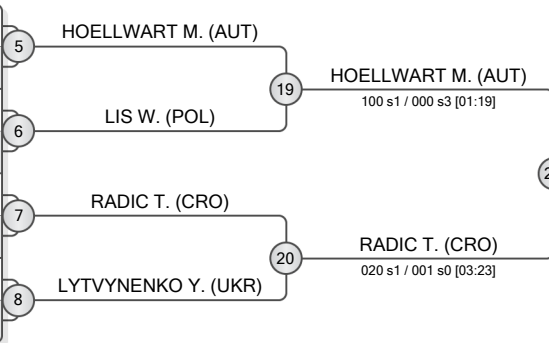 HOELLWART M. (AUT)
5
19
HOELLWART M. (AUT)
100 s1 / 000 s3 [01:19]
LIS W. (POL)
6
RADIC T. (CRO)
7
20
RADIC T. (CRO)
020 s1 / 001 s0 [03:23]
LYTVYNENKO Y. (UKR)
8